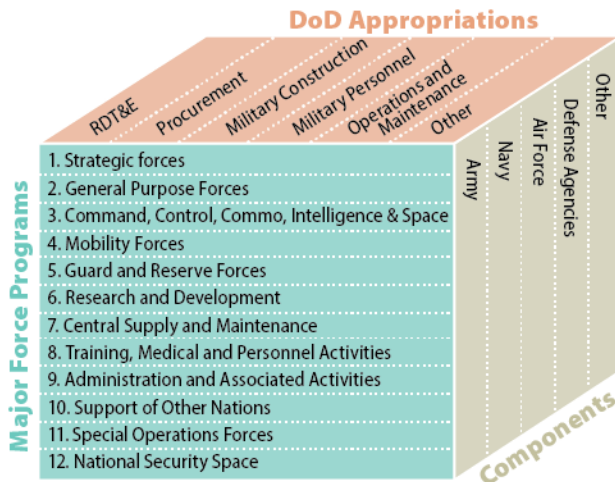 DoD Appropriations
RDT&E
Procurement
Military Construction
Military Personnel
Operations and
Maintenance
Other
Major Force Programs
1. Strategic forces
2. General Purpose Forces
3. Command, Control, Commo, Intelligence & Space
4. Mobility Forces
5. Guard and Reserve Forces
6. Research and Development
7. Central Supply and Maintenance
8. Training, Medical and Personnel Activities
9. Administration and Associated Activities
10. Support of Other Nations
11. Special Operations Forces
12. National Security Space
Army
Navy
Air Force
Defense Agencies
Other
Components